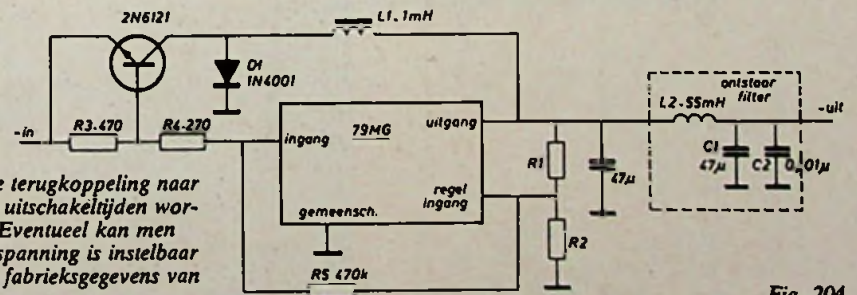 2N6121
L1. 1mH
D1
1N4001
ontstoor
filter
L2-55mH
-uit
-in
R3-470
R4-270
ingang
79MG
uitgang
R1
47µ
C1
47µ
C2
0,01µ
regel
ingang
gemeensch.
R2
R5 470k
e terugkoppeling naar
uitschakeltijden wor-
Eventueel kan men
spanning is instelbaar
fabrieksgegevens van
Fig. 204